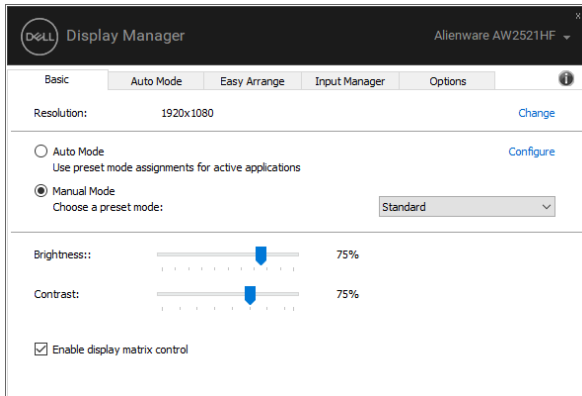 DELL Display Manager Alienware AW2521HF
x
Basic Auto Mode Easy Arrange Input Manager Options
Resolution: 1920x1080 Change
Auto Mode Configure
Use preset mode assignments for active applications
Manual Mode
Choose a preset mode: Standard
Brightness:: 75%
Contrast: 75%
Enable display matrix control